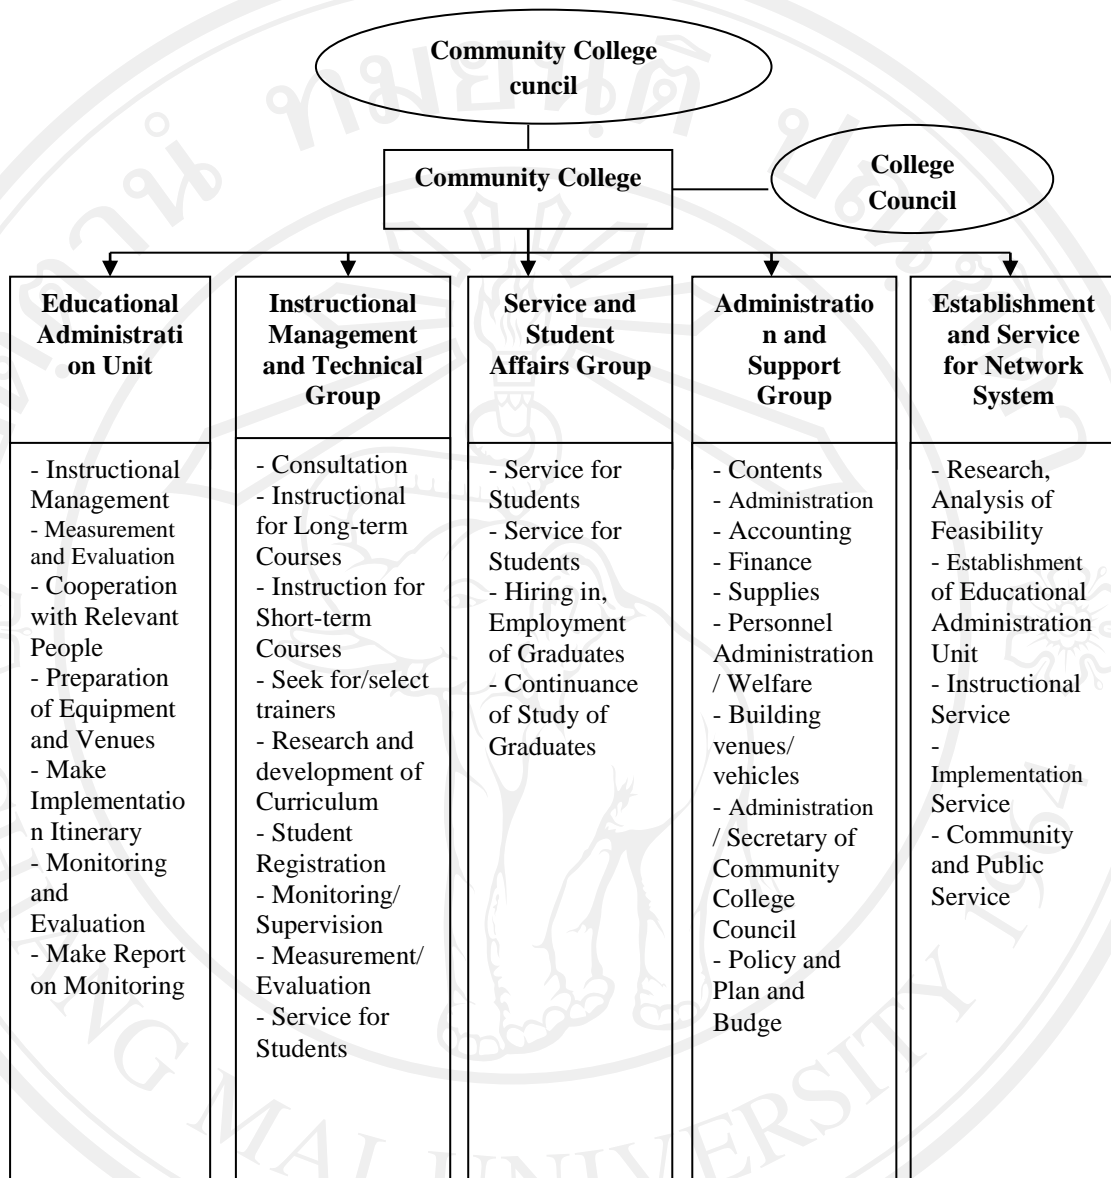 Community College
cuncil
Community College
College
Council
Educational
Administrati
on Unit
Instructional
Management
and Technical
Group
Service and
Student
Affairs Group
Administratio
n and
Support
Group
Establishment
and Service
for Network
System
- Instructional
Management
- Measurement
and Evaluation
- Cooperation
with Relevant
People
- Preparation
of Equipment
and Venues
- Make
Implementatio
n Itinerary
- Monitoring
and
Evaluation
- Make Report
on Monitoring
- Consultation
- Instructional
for Long-term
Courses
- Instruction for
Short-term
Courses
- Seek for/select
trainers
- Research and
development of
Curriculum
- Student
Registration
- Monitoring/
Supervision
- Measurement/
Evaluation
- Service for
Students
- Service for
Students
- Service for
Students
- Hiring in,
Employment
of Graduates
- Continuance
of Study of
Graduates
- Contents
- Administration
- Accounting
- Finance
- Supplies
- Personnel
Administration
/ Welfare
- Building
venues/
vehicles
- Administration
/ Secretary of
Community
College
Council
- Policy and
Plan and
Budge
- Research,
Analysis of
Feasibility
- Establishment
of Educational
Administration
Unit
- Instructional
Service
-
Implementation
Service
- Community
and Public
Service
ANG MAI UNIVERSITY 1964